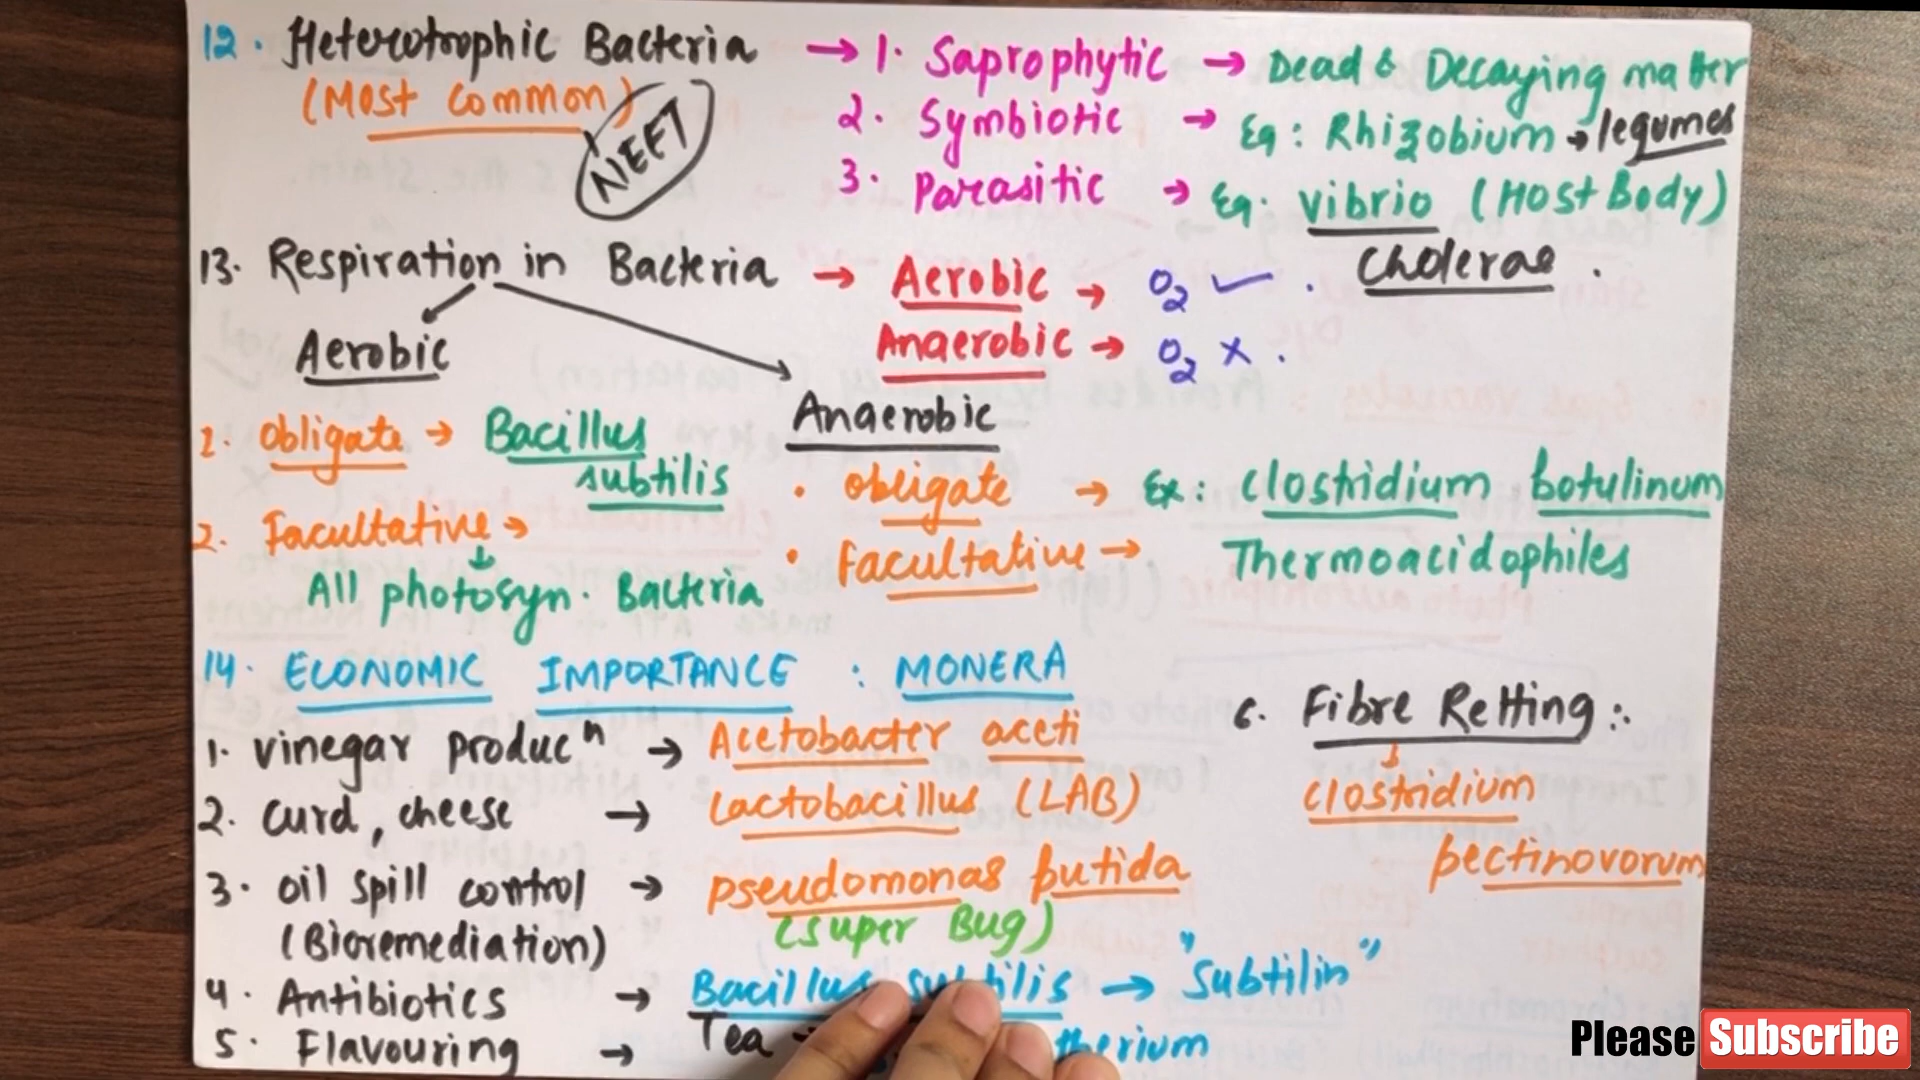 12. Heterotrophic Bacteria → 1. Saprophytic → Dead & Decaying matter
(Most common) NEET
2. Symbiotic → Eg: Rhizobium → legumes
3. Parasitic → Eg. Vibrio (Host Body)
Cholerae.
13. Respiration in Bacteria → Aerobic → O2 ✓.
Anaerobic → O2 x.
Aerobic
Anaerobic
1. Obligate → Bacillus
subtilis
2. Facultative →
All photosyn. Bacteria
• obligate → Ex: Clostridium botulinum
• Facultative → Thermoacidophiles
14. ECONOMIC IMPORTANCE : MONERA
1. Vinegar producⁿ → Acetobacter aceti
2. Curd, cheese → Lactobacillus (LAB)
3. Oil Spill control → Pseudomonas putida
(Bioremediation) (Super Bug)
4. Antibiotics → Bacillus subtilis → "Subtilin"
5. Flavouring → Tea → therium
6. Fibre Retting :.
Clostridium
pectinovorum
Please Subscribe